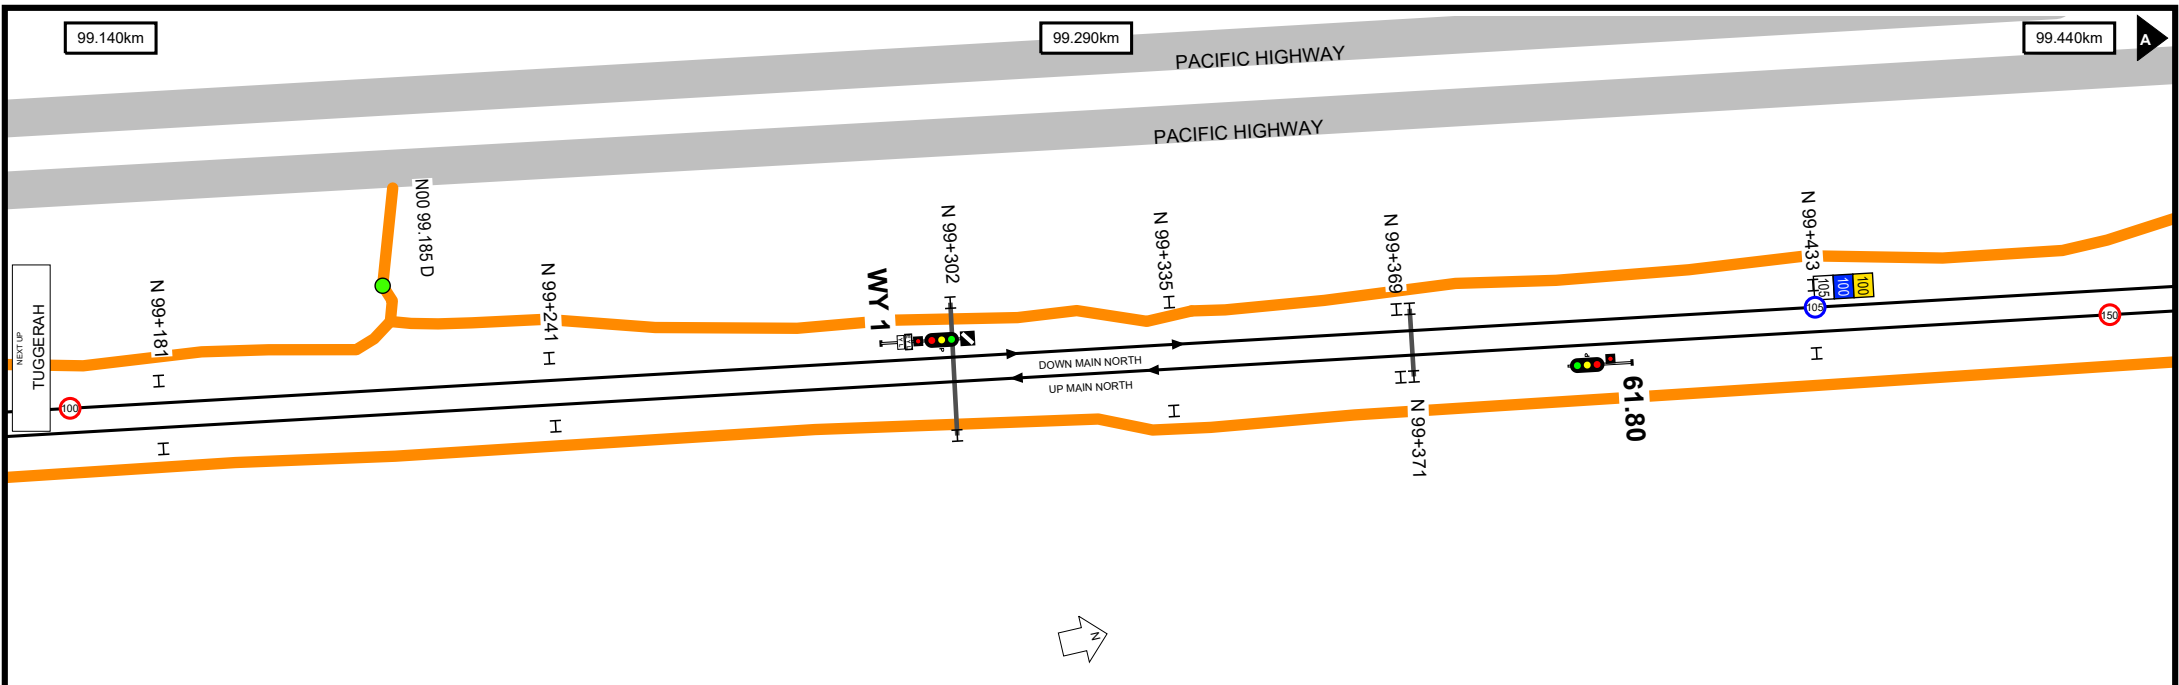 99.140km
99.290km
99.440km
A
PACIFIC HIGHWAY
PACIFIC HIGHWAY
N00 99.185 D
N 99+181
N 99+241
WY 1
N 99+302
N 99+335
N 99+369
N 99+433
105
100
100
105
150
NEXT UP
TUGGERAH
100
DOWN MAIN NORTH
UP MAIN NORTH
N 99+371
61.80
P
P
N